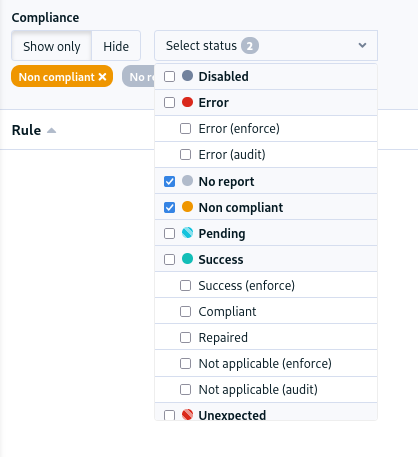 Compliance
Show only Hide Select status 2
Non compliant × No re
Disabled
Error
Rule
Error (enforce)
Error (audit)
No report
Non compliant
Pending
Success
Success (enforce)
Compliant
Repaired
Not applicable (enforce)
Not applicable (audit)
Unexpected